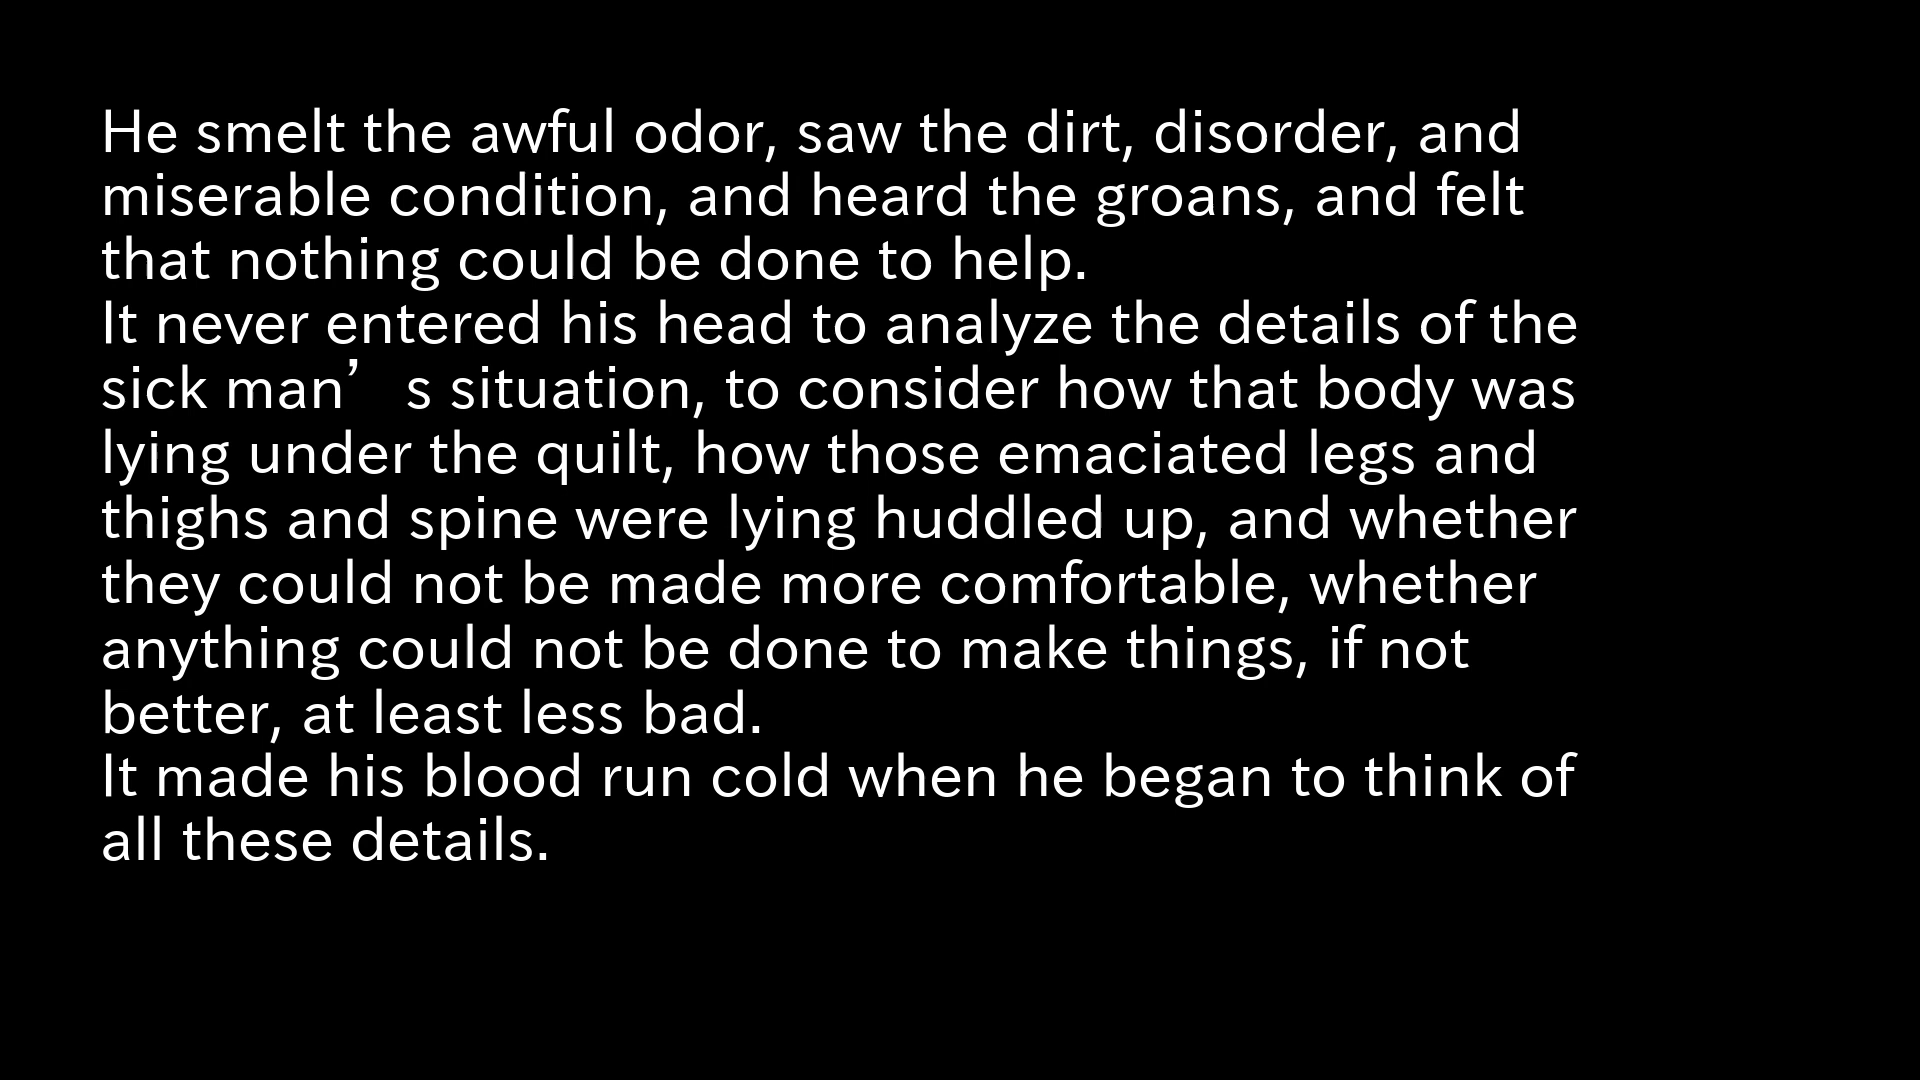 He smelt the awful odor, saw the dirt, disorder, and
miserable condition, and heard the groans, and felt
that nothing could be done to help.
It never entered his head to analyze the details of the
sick man’s situation, to consider how that body was
lying under the quilt, how those emaciated legs and
thighs and spine were lying huddled up, and whether
they could not be made more comfortable, whether
anything could not be done to make things, if not
better, at least less bad.
It made his blood run cold when he began to think of
all these details.